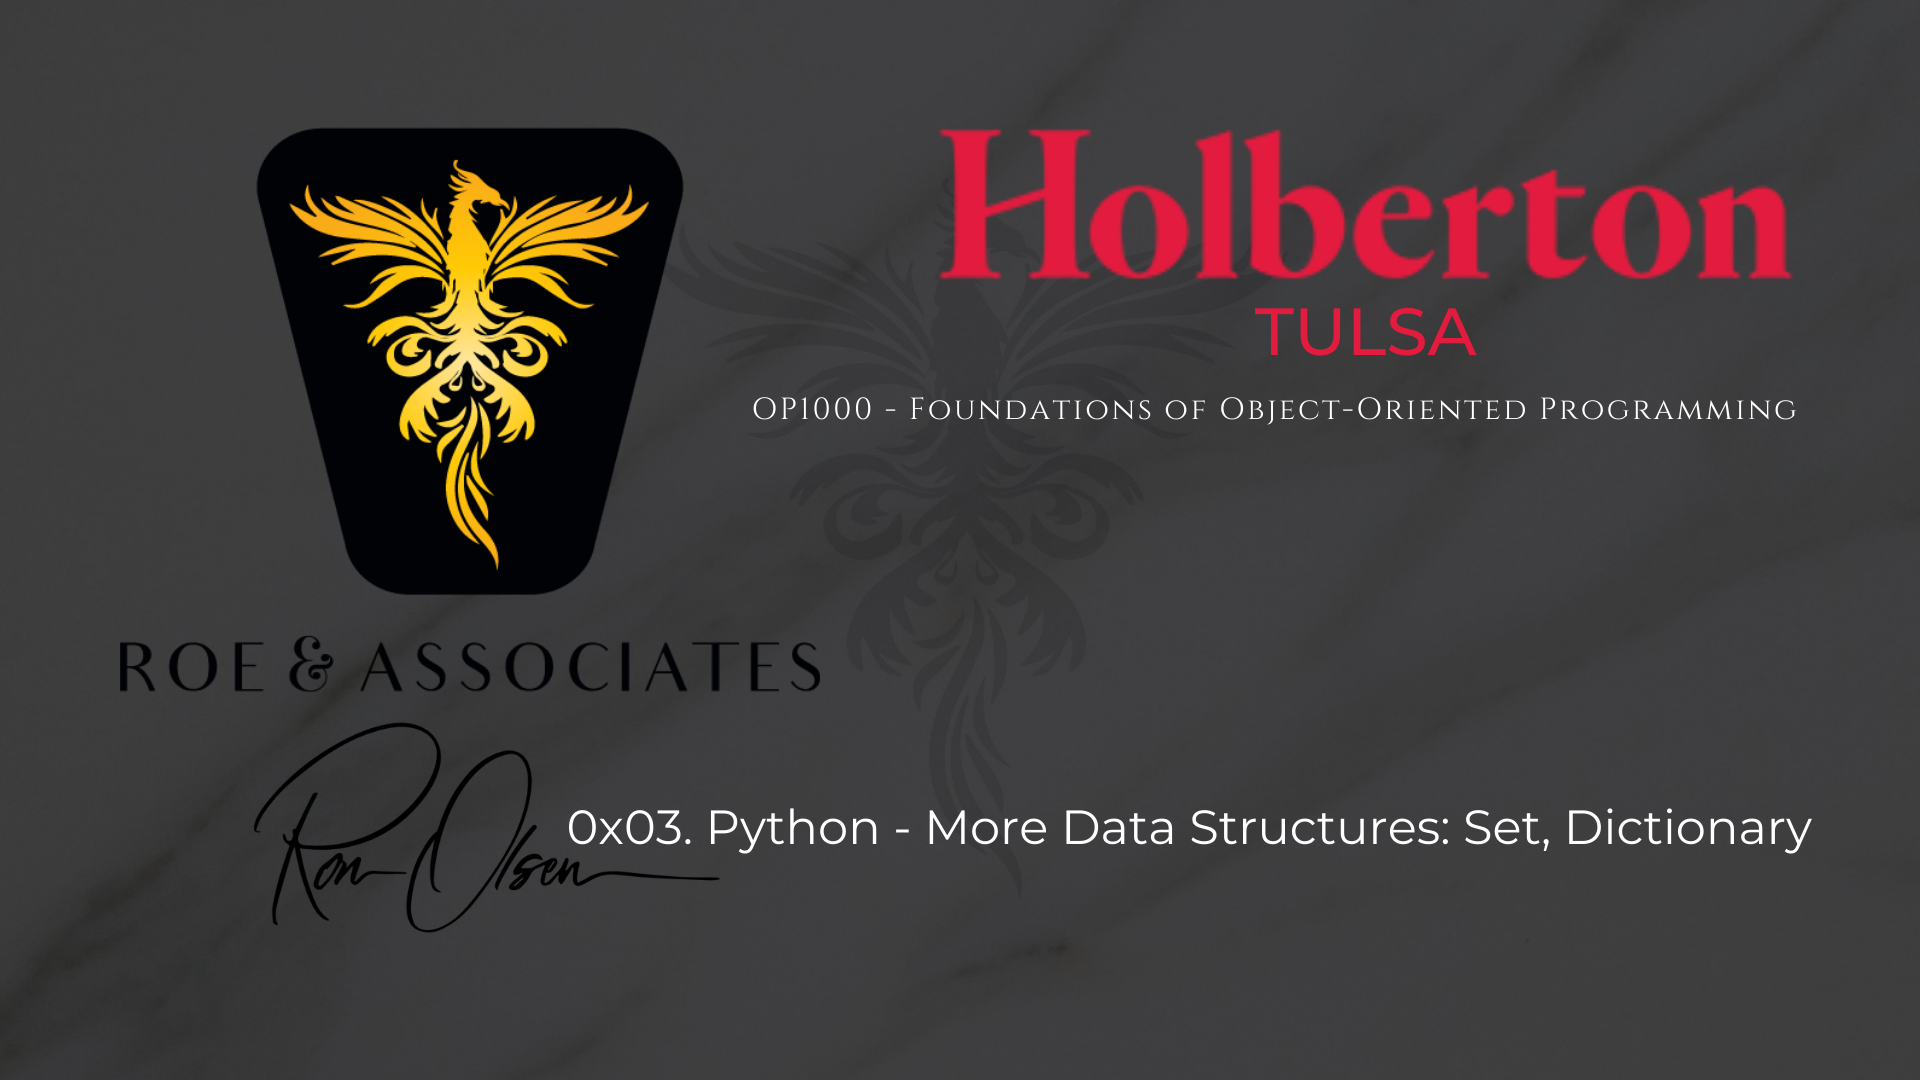 Holberton
TULSA
OP1000 - Foundations of Object-Oriented Programming
ROE & ASSOCIATES
Ron Olsen
0x03. Python - More Data Structures: Set, Dictionary